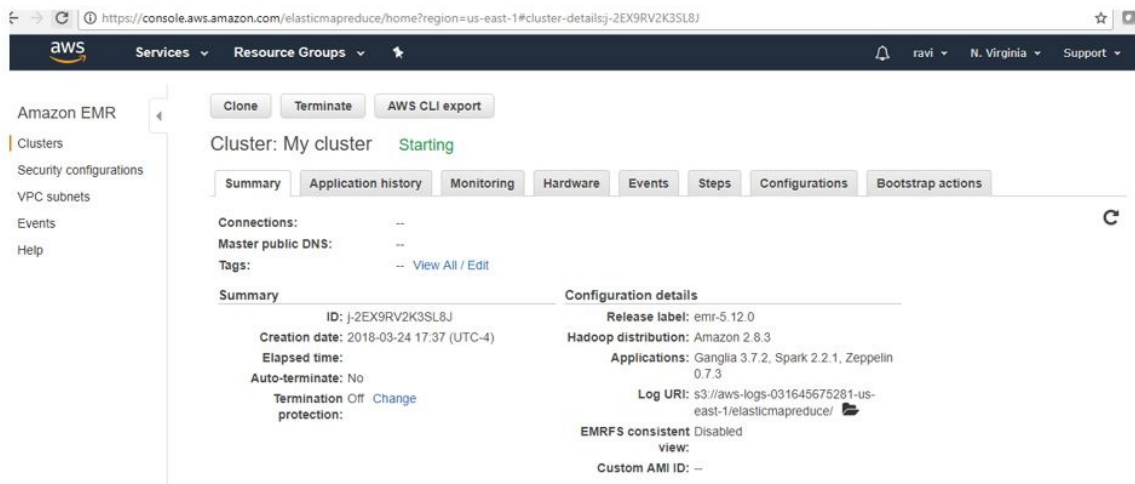 https://console.aws.amazon.com/elasticmapreduce/home?region=us-east-1#cluster-details:j-2EX9RV2K3SL8J
aws Services Resource Groups ravi N. Virginia Support
Amazon EMR
Clusters
Security configurations
VPC subnets
Events
Help
Clone Terminate AWS CLI export
Cluster: My cluster Starting
Summary Application history Monitoring Hardware Events Steps Configurations Bootstrap actions
Connections: --
Master public DNS: --
Tags: -- View All / Edit
Summary
ID: j-2EX9RV2K3SL8J
Creation date: 2018-03-24 17:37 (UTC-4)
Elapsed time:
Auto-terminate: No
Termination Off Change
protection:
Configuration details
Release label: emr-5.12.0
Hadoop distribution: Amazon 2.8.3
Applications: Ganglia 3.7.2, Spark 2.2.1, Zeppelin
0.7.3
Log URI: s3://aws-logs-031645675281-us-
east-1/elasticmapreduce/
EMRFS consistent Disabled
view:
Custom AMI ID: --